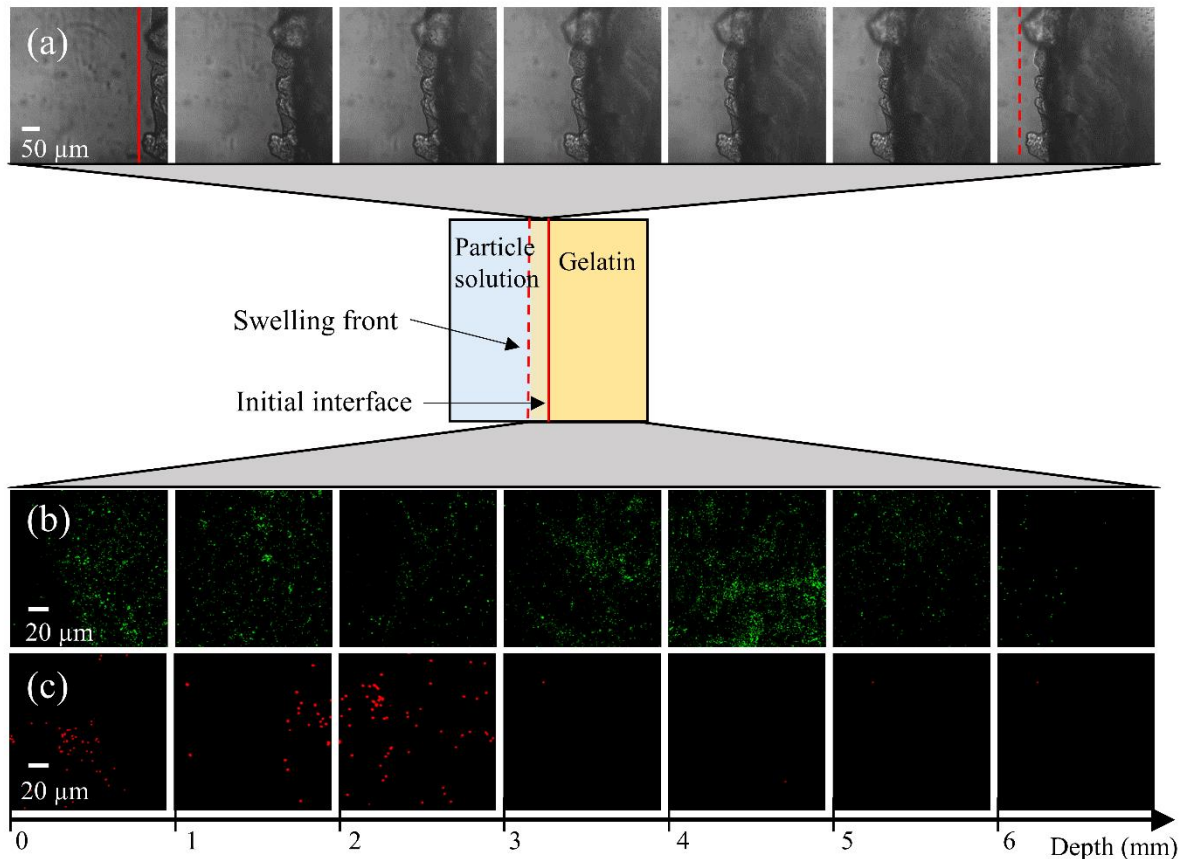 (a)
50 µm
Particle
solution
Gelatin
Swelling front
Initial interface
(b)
20 µm
(c)
20 µm
0 1 2 3 4 5 6 Depth (mm)